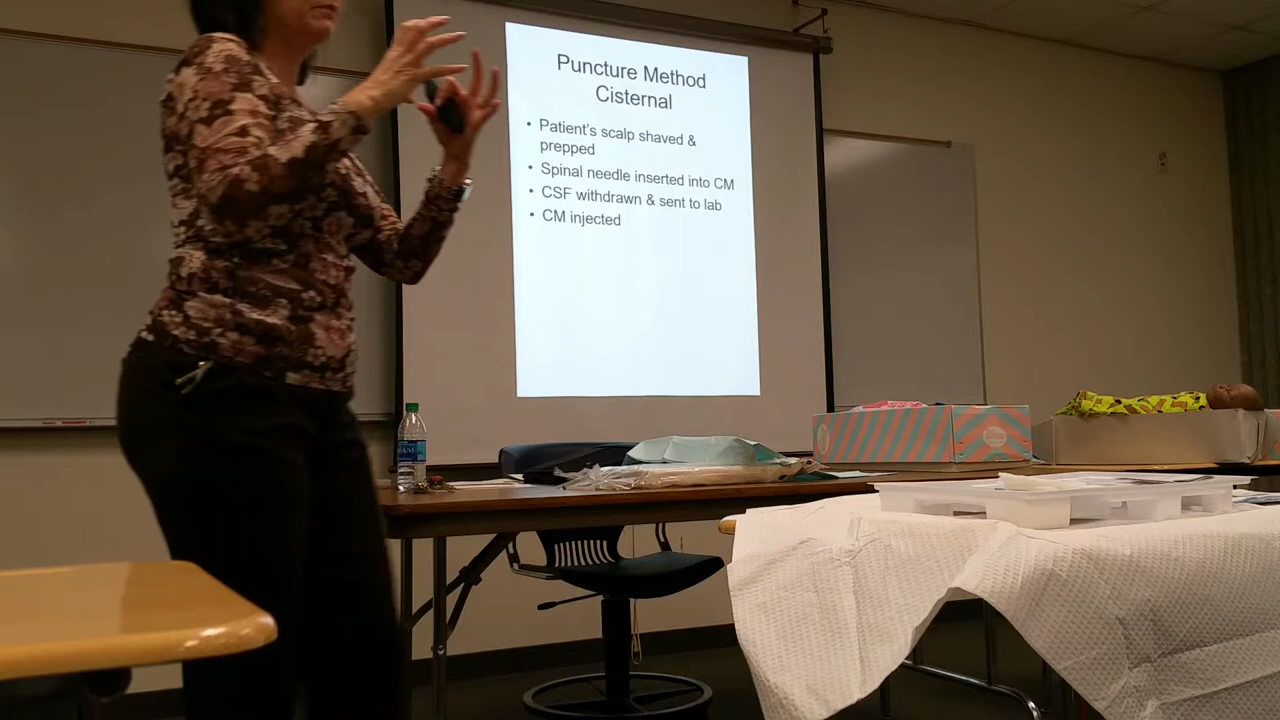 Puncture Method
Cisternal
• Patient's scalp shaved &
prepped
• Spinal needle inserted into CM
• CSF withdrawn & sent to lab
• CM injected